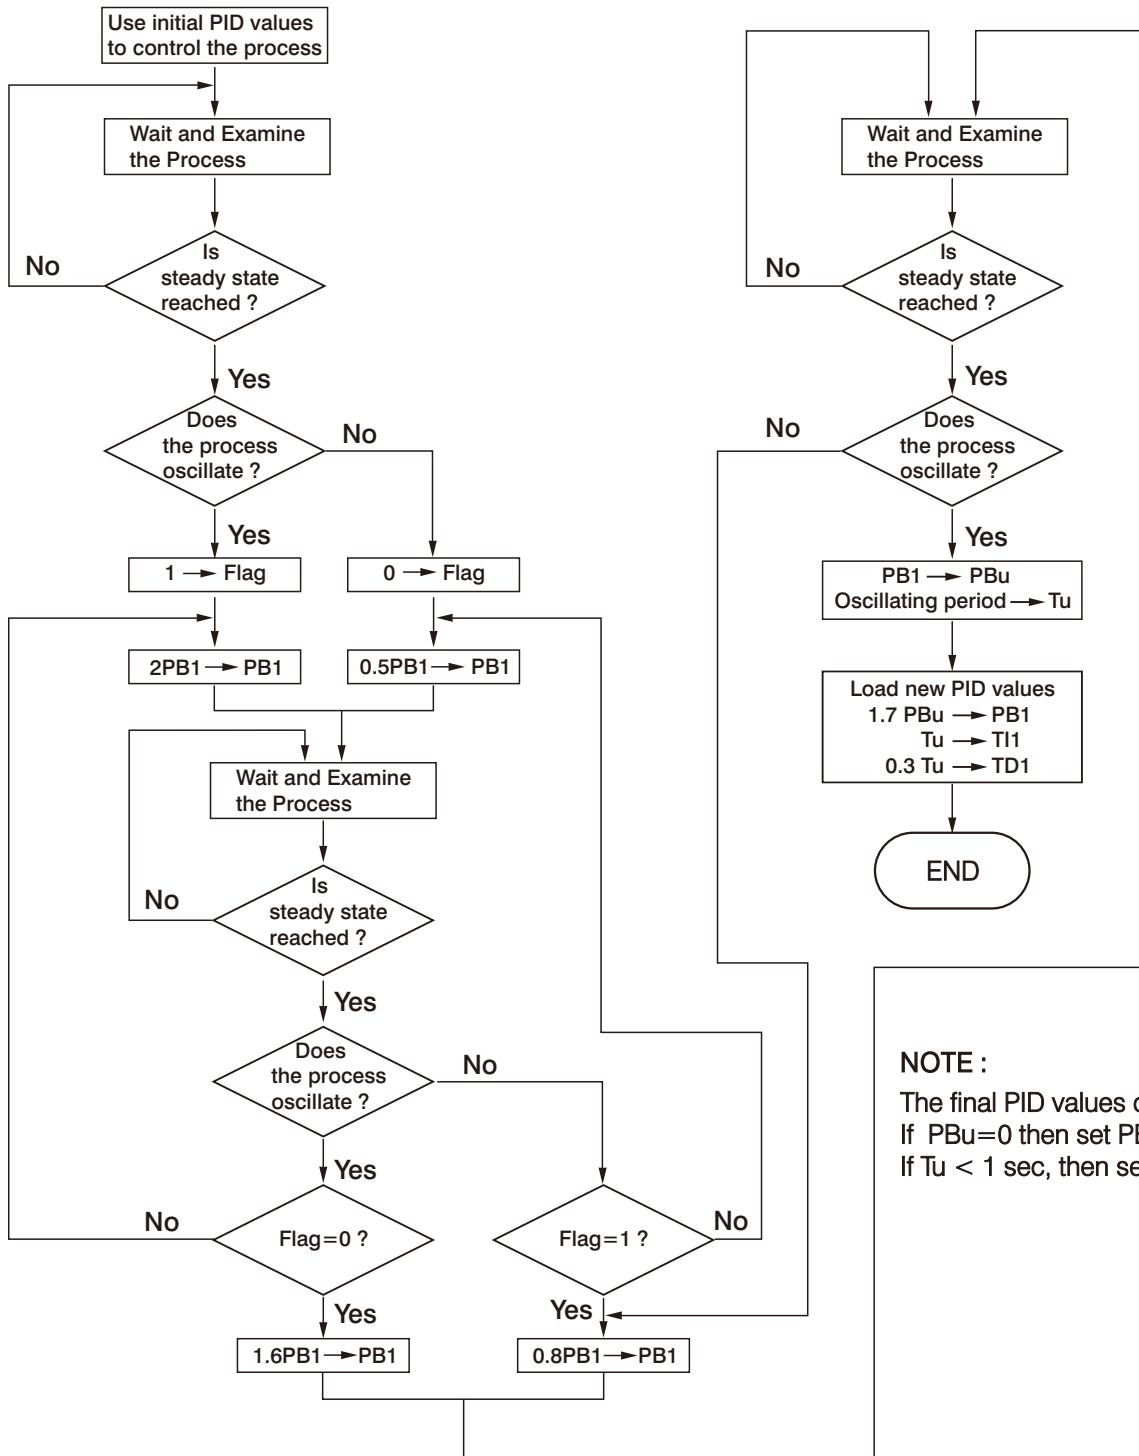 Use initial PID values
to control the process
Wait and Examine
the Process
Is
steady state
reached ?
No
Yes
Does
the process
oscillate ?
No
Yes
1 → Flag
0 → Flag
2PB1 → PB1
0.5PB1 → PB1
Wait and Examine
the Process
Is
steady state
reached ?
No
Yes
Does
the process
oscillate ?
No
Yes
Flag=0 ?
No
Yes
Flag=1 ?
No
Yes
1.6PB1 → PB1
0.8PB1 → PB1
Wait and Examine
the Process
Is
steady state
reached ?
No
Yes
Does
the process
oscillate ?
No
Yes
PB1 → PBu
Oscillating period → Tu
Load new PID values
1.7 PBu → PB1
Tu → TI1
0.3 Tu → TD1
END
NOTE :
The final PID values
If PBu=0 then set
If Tu < 1 sec, then